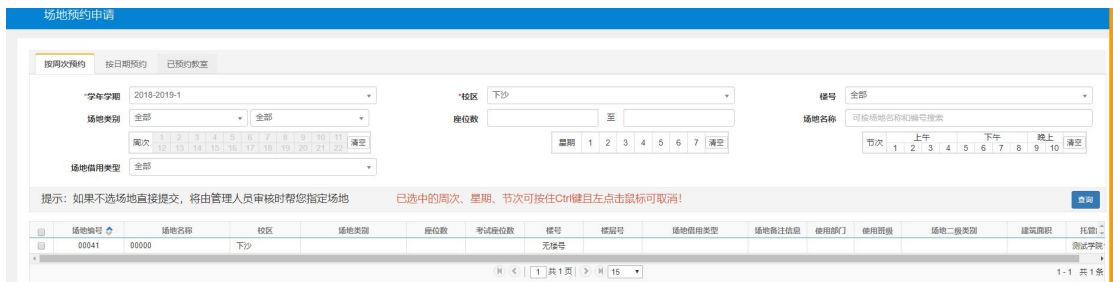 场地预约申请
按周次预约 按日期预约 已预约教室
*学年学期 2018-2019-1 *校区 下沙 楼号 全部
场地类别 全部 全部 座位数 至 场地名称 可按场地名称和编号搜索
周次 1 2 3 4 5 6 7 8 9 10 11 12 13 14 15 16 17 18 19 20 21 22 清空 星期 1 2 3 4 5 6 7 清空 节次 上午 下午 晚上 1 2 3 4 5 6 7 8 9 10 清空
场地借用类型 全部
提示：如果不选场地直接提交，将由管理人员审核时帮您指定场地 已选中的周次、星期、节次可按住Ctrl键且左点击鼠标可取消！ 查询
场地编号 场地名称 校区 场地类别 座位数 考试座位数 楼号 楼层号 场地借用类型 场地备注信息 使用部门 使用班级 场地二级类别 建筑面积 托管
00041 00000 下沙 无楼号 测试学院
1 共 1 页 15 1 - 1 共 1 条